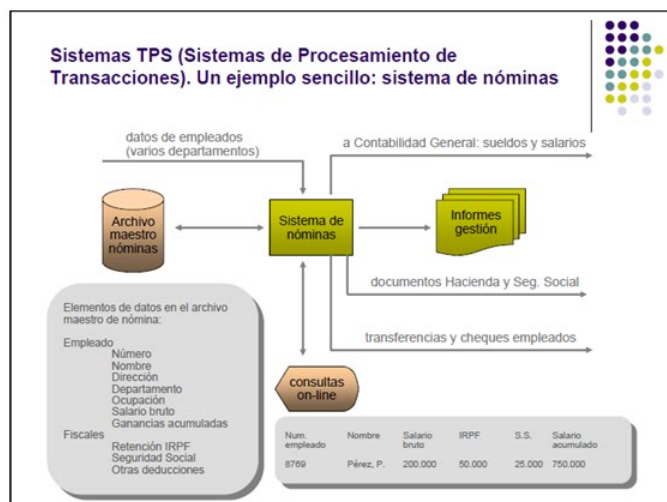 Sistemas TPS (Sistemas de Procesamiento de
Transacciones). Un ejemplo sencillo: sistema de nóminas
datos de empleados
(varios departamentos)
a Contabilidad General: sueldos y salarios
Archivo
maestro
nóminas
Sistema de
nóminas
Informes
gestión
documentos Hacienda y Seg. Social
transferencias y cheques empleados
consultas
on-line
Elementos de datos en el archivo
maestro de nómina:
Empleado
Número
Nombre
Dirección
Departamento
Ocupación
Salario bruto
Ganancias acumuladas
Fiscales
Retención IRPF
Seguridad Social
Otras deducciones
Num. Nombre Salario IRPF S.S. Salario
empleado bruto acumulado
8769 Pérez, P. 200.000 50.000 25.000 750.000